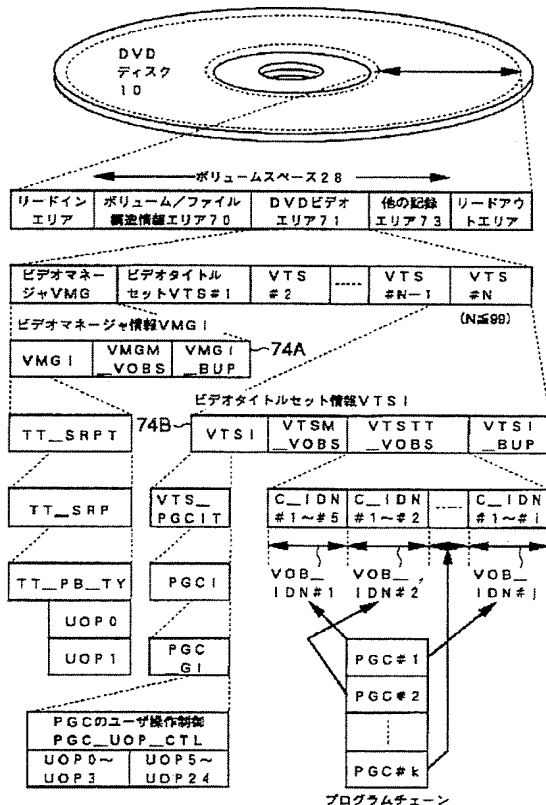 DVD
ディスク
10
ボリュームスペース28
リードイン
エリア
ボリューム/ファイル
構造情報エリア70
DVDビデオ
エリア71
他の記録
エリア73
リードアウ
トエリア
ビデオマネー
ジャVMG
ビデオタイトル
セットVTS#1
VTS
#2
VTS
#N-1
VTS
#N
(N≦99)
ビデオマネージャ情報VMGI
VMGI
VMGM
_VOBS
VMGI
_BUP
74A
ビデオタイトルセット情報VTSI
74B
VTSI
VTSM
_VOBS
VTSTT
_VOBS
VTSI
_BUP
TT_SRPT
TT_SRP
VTS_
PGCIT
C_IDN
#1~#5
C_IDN
#1~#2
C_IDN
#1~#i
VOB_
IDN#1
VOB_
IDN#2
VOB_
IDN#j
TT_PB_TY
PGCI
UOP0
UOP1
PGC
_GI
PGC#1
PGC#2
PGC#k
プログラムチェーン
PGCのユーザ操作制御
PGC_UOP_CTL
UOP0~
UOP3
UOP5~
UOP24